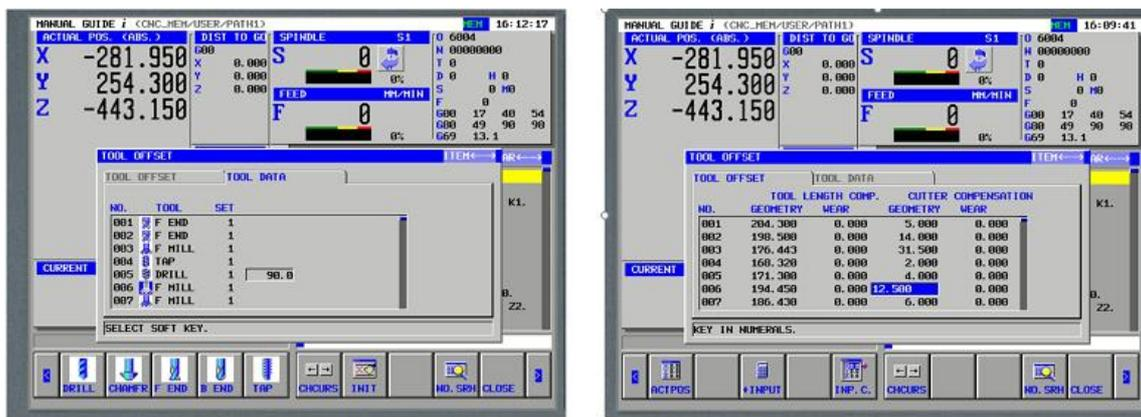 MANUAL GUIDE i (CNC_MEM/USER/PATH1) MEM 16:12:17
ACTUAL POS. (ABS.) DIST TO GO SPINDLE S1 O 6004
X -281.950 G00 S 0 N 00000000
X 0.000 T 0
Y 254.300 Y 0.000 0% D 0 H 0
Z 0.000 S 0 M0
Z -443.150 FEED MM/MIN F 0
F 0 G00 17 40 54
G80 49 90 98
0% G69 13.1
TOOL OFFSET ITEM
TOOL OFFSET TOOL DATA
NO. TOOL SET K1.
001 F END 1
002 F END 1
003 F MILL 1
004 TAP 1
CURRENT 005 DRILL 1 90.0
006 F MILL 1
007 F MILL 1 Z2.
SELECT SOFT KEY.
DRILL CHAMFR F END B END TAP CHCURS INIT NO.SRH CLOSE
MANUAL GUIDE i (CNC_MEM/USER/PATH1) MEM 16:09:41
ACTUAL POS. (ABS.) DIST TO GO SPINDLE S1 O 6004
X -281.950 G00 S 0 N 00000000
X 0.000 T 0
Y 254.300 Y 0.000 0% D 0 H 0
Z 0.000 S 0 M0
Z -443.150 FEED MM/MIN F 0
F 0 G00 17 40 54
G80 49 90 98
0% G69 13.1
TOOL OFFSET ITEM
TOOL OFFSET TOOL DATA
TOOL LENGTH COMP. CUTTER COMPENSATION
NO. GEOMETRY WEAR GEOMETRY WEAR K1.
001 204.300 0.000 5.000 0.000
002 198.500 0.000 14.000 0.000
003 176.443 0.000 31.500 0.000
004 168.320 0.000 2.000 0.000
CURRENT 005 171.300 0.000 4.000 0.000
006 194.450 0.000 12.500 0.000
007 186.430 0.000 6.000 0.000 Z2.
KEY IN NUMERALS.
ACTPOS +INPUT INP.C. CHCURS NO.SRH CLOSE